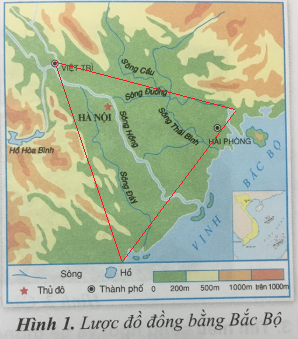 VIỆT TRÌ
Sông Cầu
Sông Đuống
HÀ NỘI
Sông Hồng
Sông Thái Bình
HẢI PHÒNG
Hồ Hòa Bình
Sông Đáy
VỊNH BẮC BỘ
Sông
Hồ
Thủ đô
Thành phố
0 200m 500m 1000m trên 1000m
Hình 1. Lược đồ đồng bằng Bắc Bộ